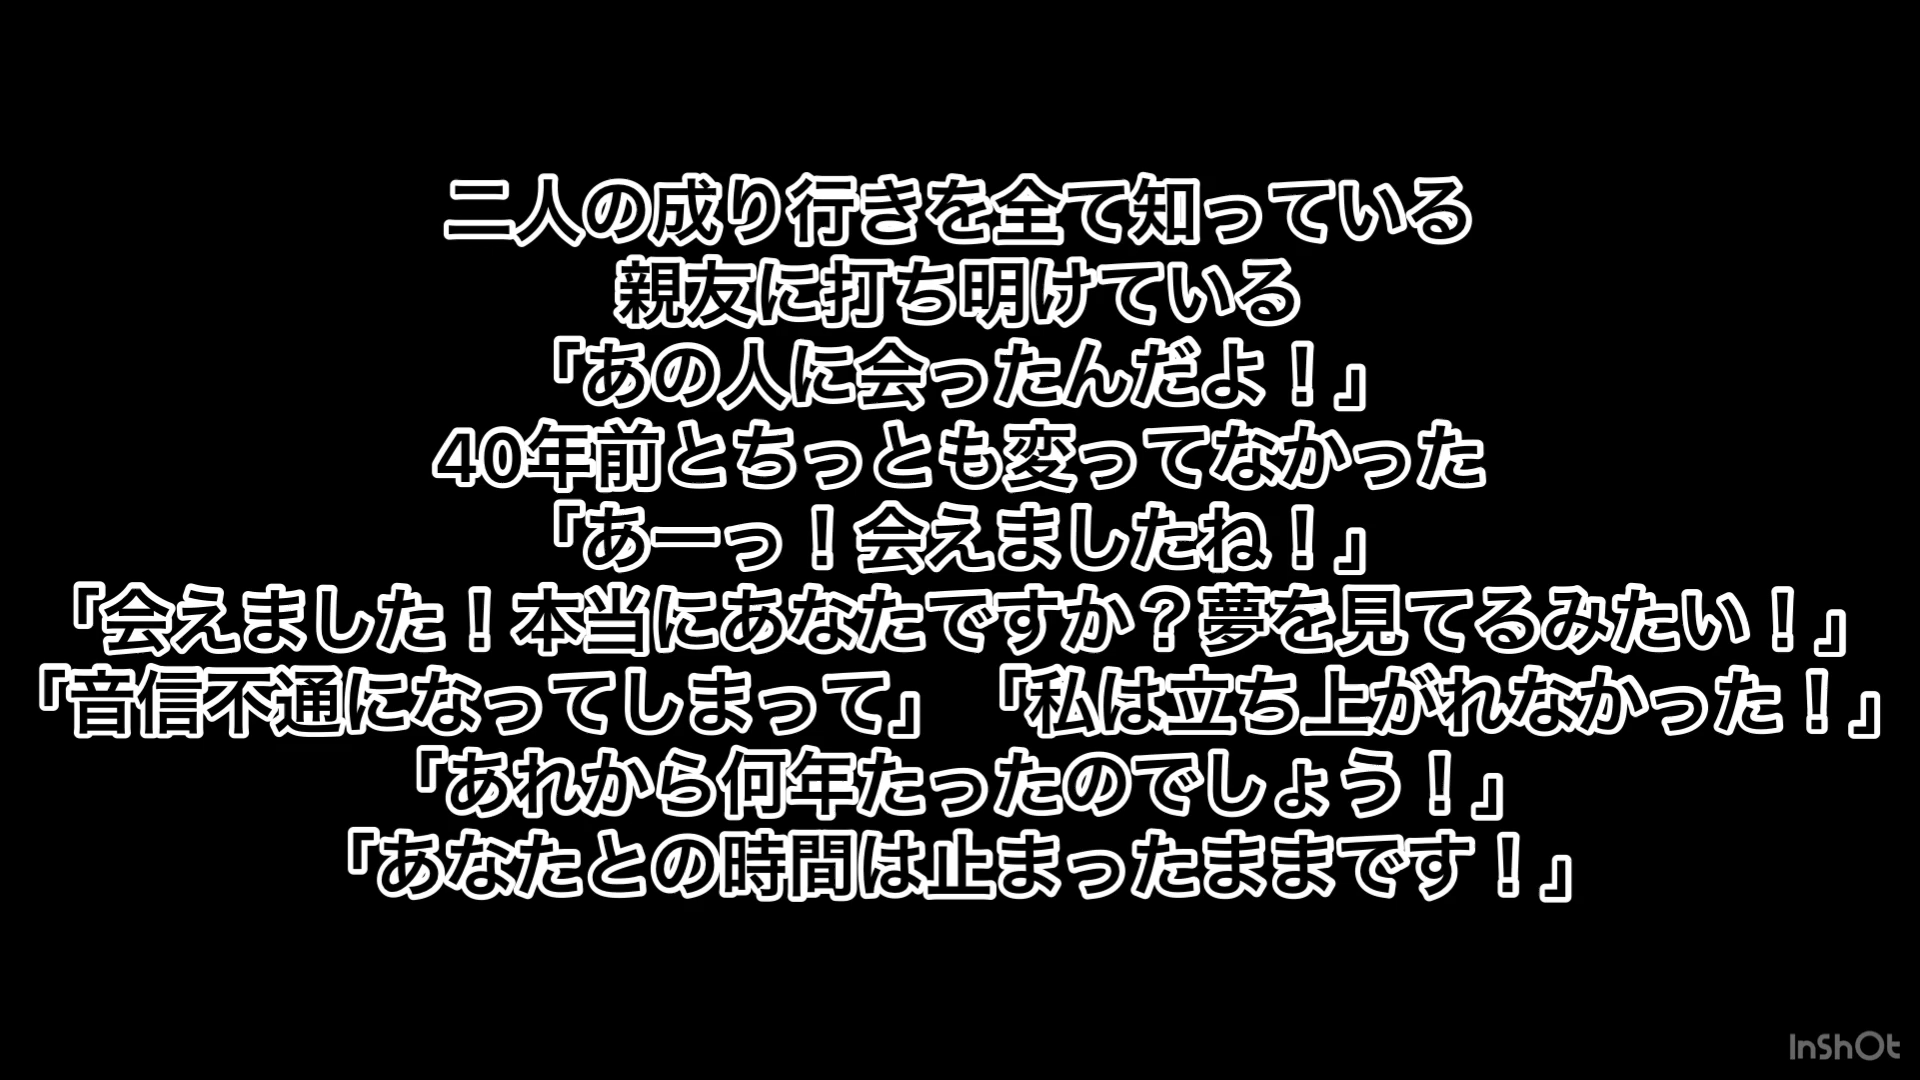 二人の成り行きを全て知っている
親友に打ち明けている
「あの人に会ったんだよ！」
40年前とちっとも変ってなかった
「あーっ！会えましたね！」
「会えました！本当にあなたですか？夢を見てるみたい！」
「音信不通になってしまって」「私は立ち上がれなかった！」
「あれから何年たったのでしょう！」
「あなたとの時間は止まったままです！」
InShOt